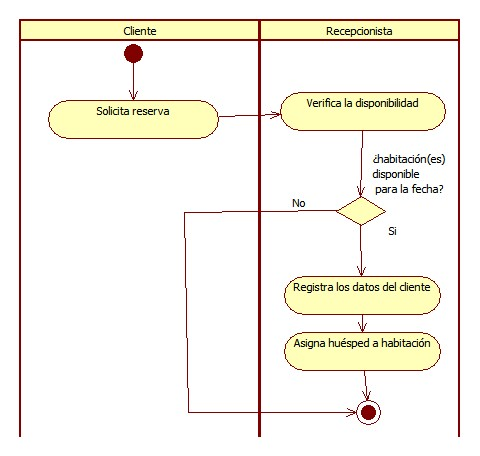 Cliente
Recepcionista
Solicita reserva
Verifica la disponibilidad
¿habitación(es)
disponible
para la fecha?
No
Si
Registra los datos del cliente
Asigna huésped a habitación